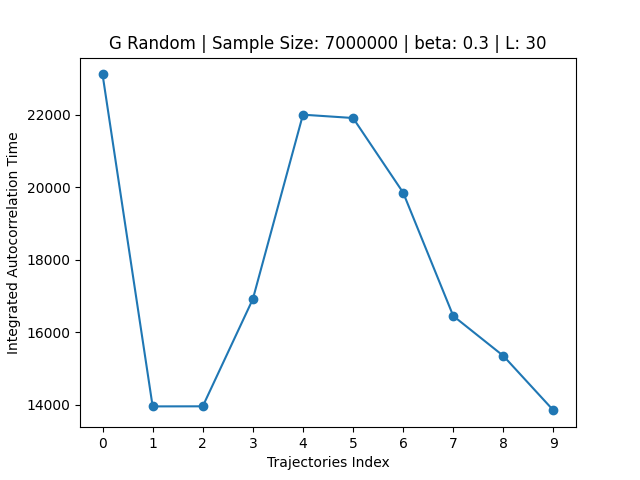 G Random | Sample Size: 7000000 | beta: 0.3 | L: 30
Integrated Autocorrelation Time
22000
20000
18000
16000
14000
0 1 2 3 4 5 6 7 8 9
Trajectories Index